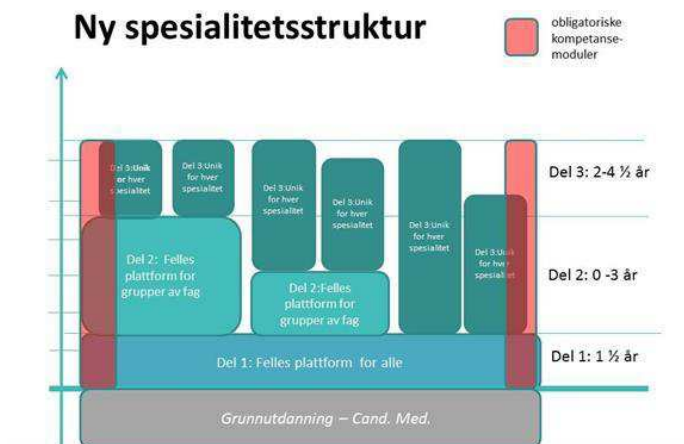 Ny spesialitetsstruktur
obligatoriske
kompetanse-
moduler
Del 3:Unik
for hver
spesialitet
Del 3:Unik
for hver
spesialitet
Del 3:Unik
for hver
spesialitet
Del 3:Unik
for hver
spesialitet
Del 3:Unik
for hver
spesialitet
Del 3:Unik
for hver
spesialitet
Del 3: 2-4 ½ år
Del 2: Felles
plattform for
grupper av fag
Del 2:Felles
plattform for
grupper av fag
Del 2: 0 -3 år
Del 1: Felles plattform for alle
Del 1: 1 ½ år
Grunnutdanning – Cand. Med.